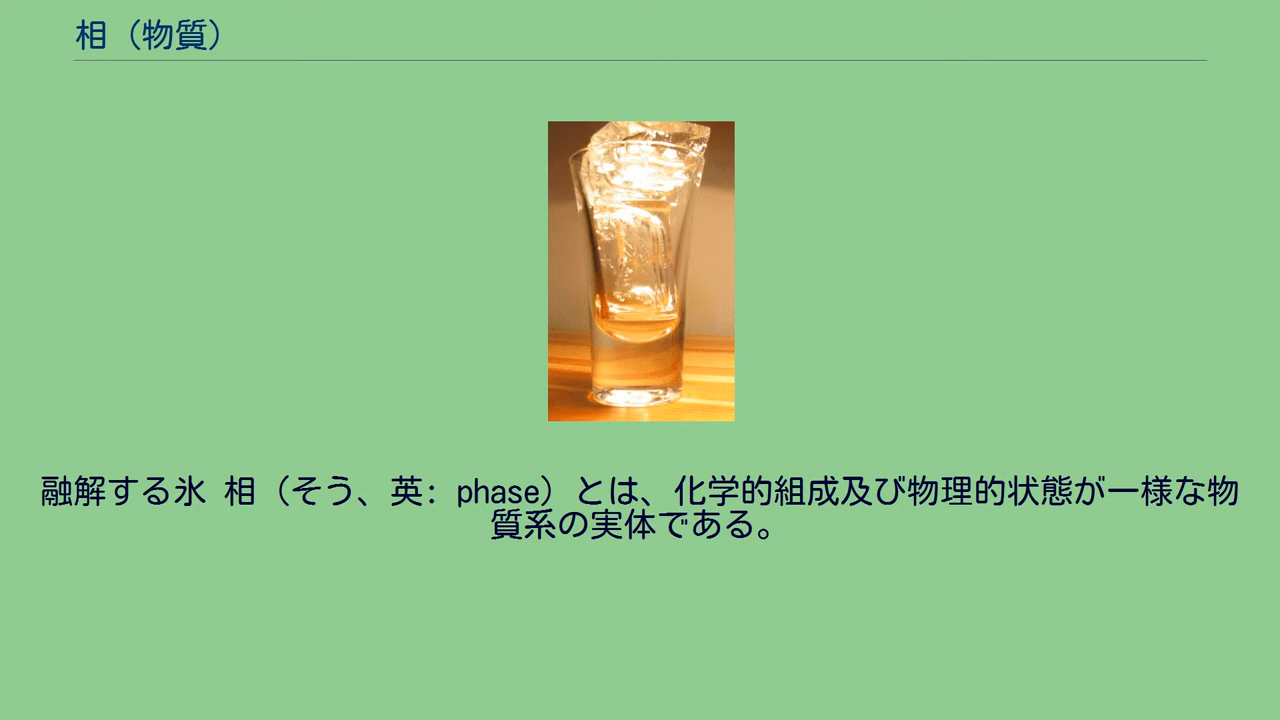 相（物質）
融解する氷 相（そう、英: phase）とは、化学的組成及び物理的状態が一様な物
質系の実体である。